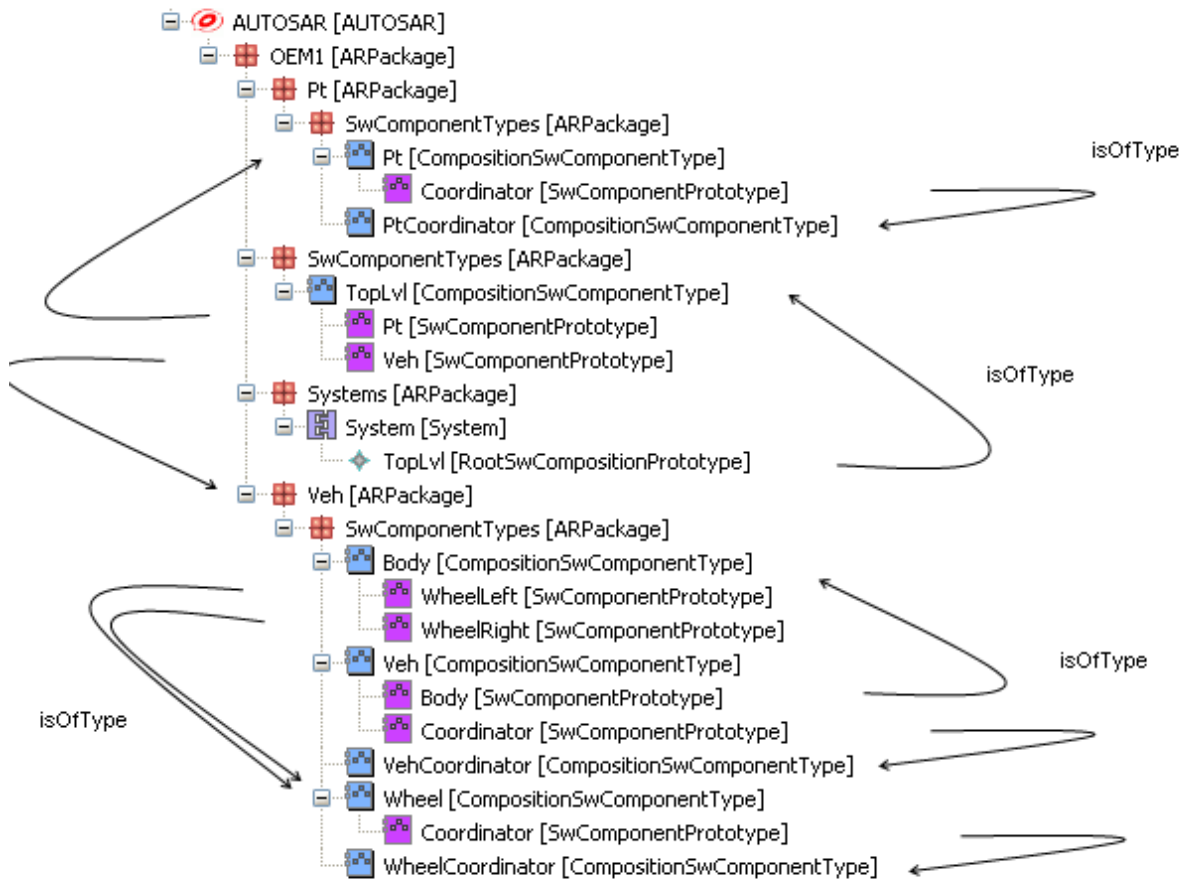 AUTOSAR [AUTOSAR]
OEM1 [ARPackage]
Pt [ARPackage]
SwComponentTypes [ARPackage]
Pt [CompositionSwComponentType]
isOfType
Coordinator [SwComponentPrototype]
PtCoordinator [CompositionSwComponentType]
SwComponentTypes [ARPackage]
TopLvl [CompositionSwComponentType]
Pt [SwComponentPrototype]
Veh [SwComponentPrototype]
isOfType
Systems [ARPackage]
System [System]
TopLvl [RootSwCompositionPrototype]
Veh [ARPackage]
SwComponentTypes [ARPackage]
Body [CompositionSwComponentType]
WheelLeft [SwComponentPrototype]
WheelRight [SwComponentPrototype]
Veh [CompositionSwComponentType]
isOfType
Body [SwComponentPrototype]
isOfType
Coordinator [SwComponentPrototype]
VehCoordinator [CompositionSwComponentType]
Wheel [CompositionSwComponentType]
Coordinator [SwComponentPrototype]
WheelCoordinator [CompositionSwComponentType]